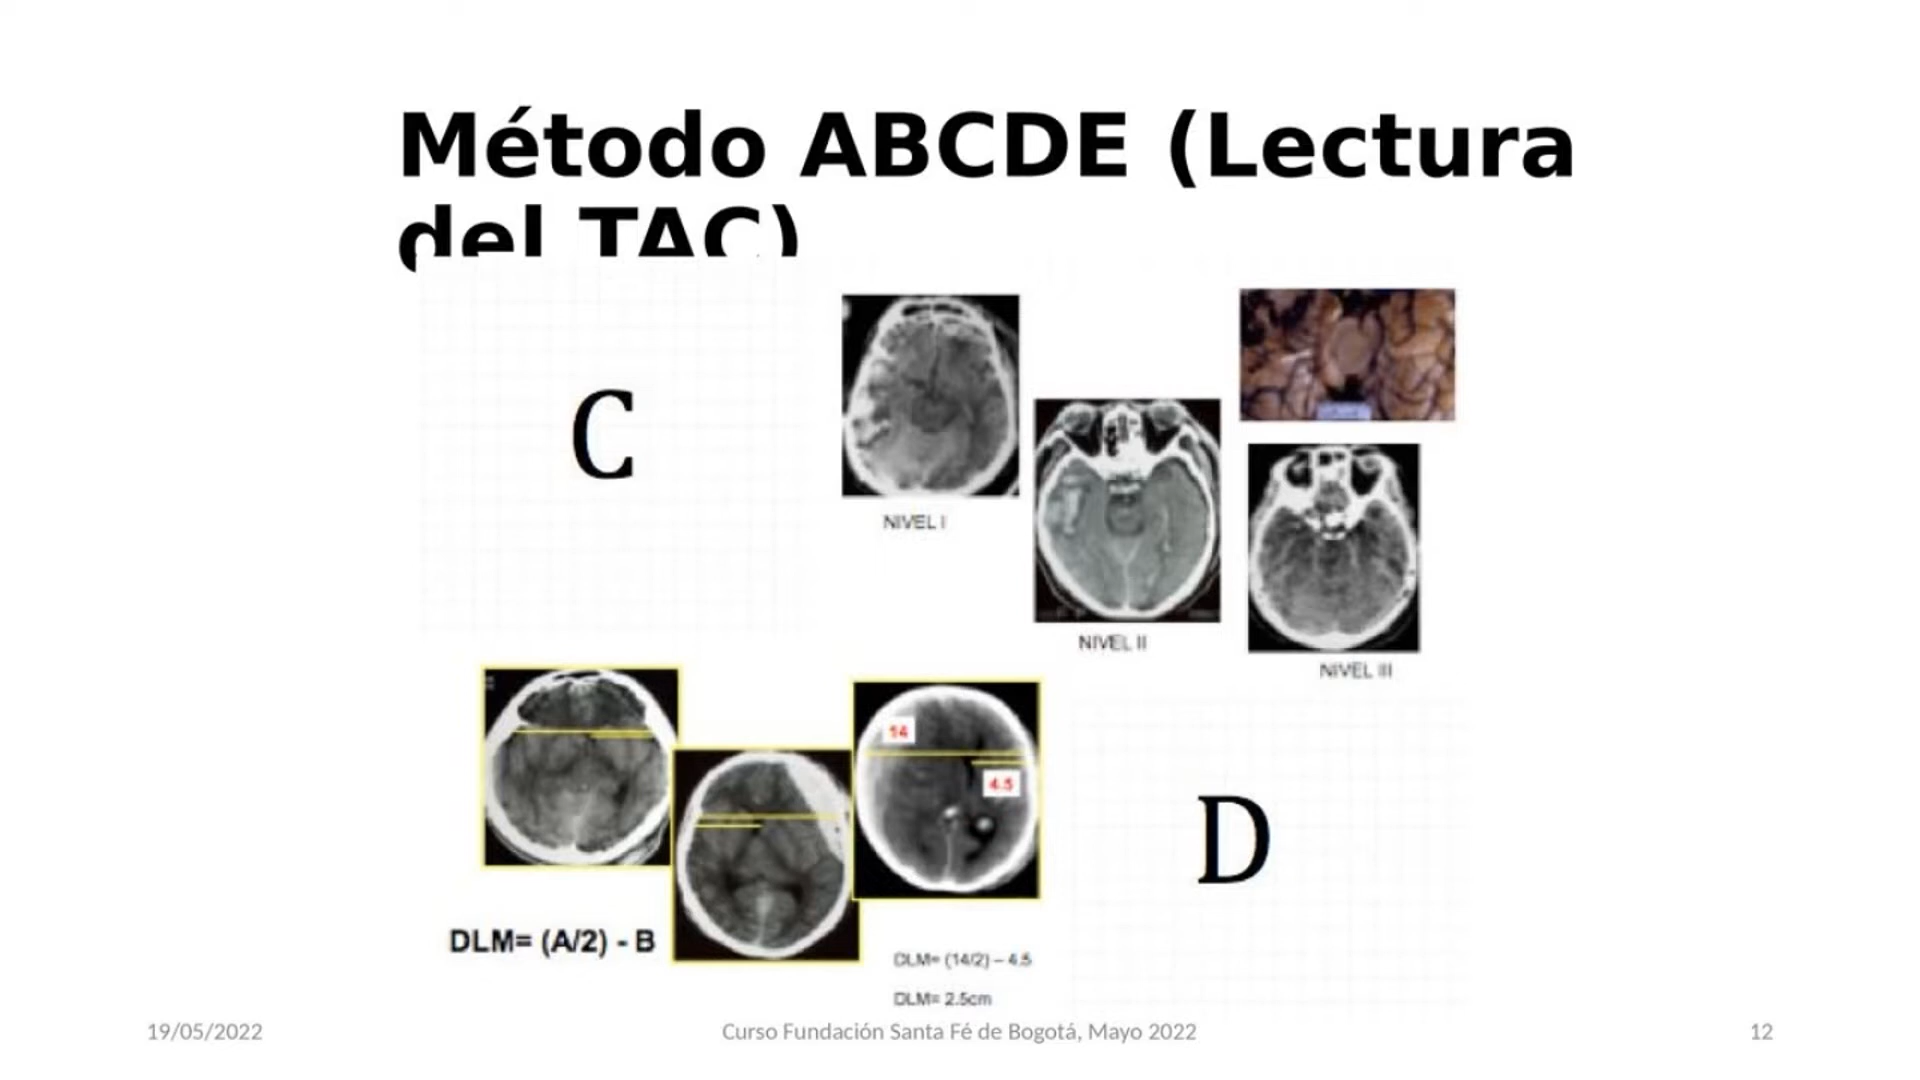 Método ABCDE (Lectura
del TAC)
C
NIVEL I
NIVEL II
NIVEL III
14
4.5
D
DLM= (A/2) - B
DLM= (14/2) – 4.5
DLM= 2.5cm
19/05/2022
Curso Fundación Santa Fé de Bogotá, Mayo 2022
12